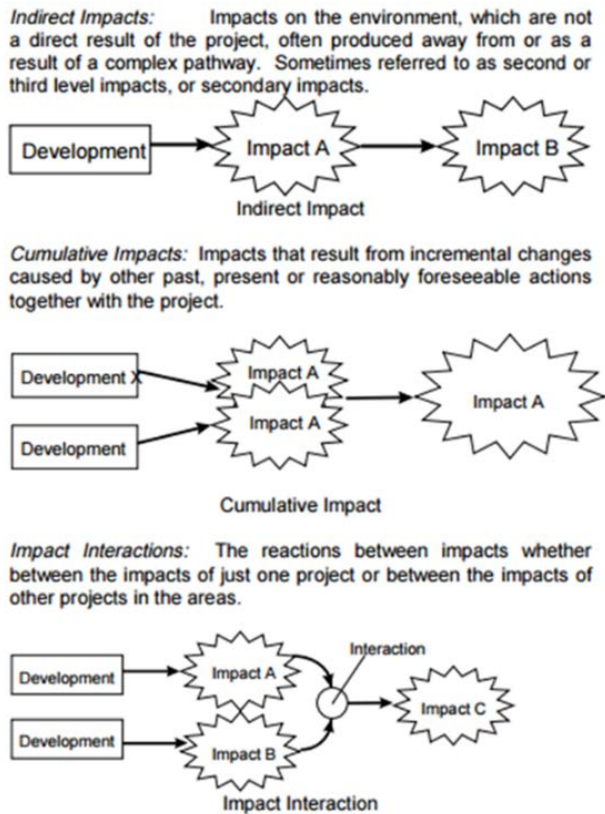 Indirect Impacts: Impacts on the environment, which are not
a direct result of the project, often produced away from or as a
result of a complex pathway. Sometimes referred to as second or
third level impacts, or secondary impacts.
Development
Impact A
Impact B
Indirect Impact
Cumulative Impacts: Impacts that result from incremental changes
caused by other past, present or reasonably foreseeable actions
together with the project.
Development X
Impact A
Impact A
Impact A
Development
Cumulative Impact
Impact Interactions: The reactions between impacts whether
between the impacts of just one project or between the impacts of
other projects in the areas.
Interaction
Development
Impact A
Impact C
Development
Impact B
Impact Interaction